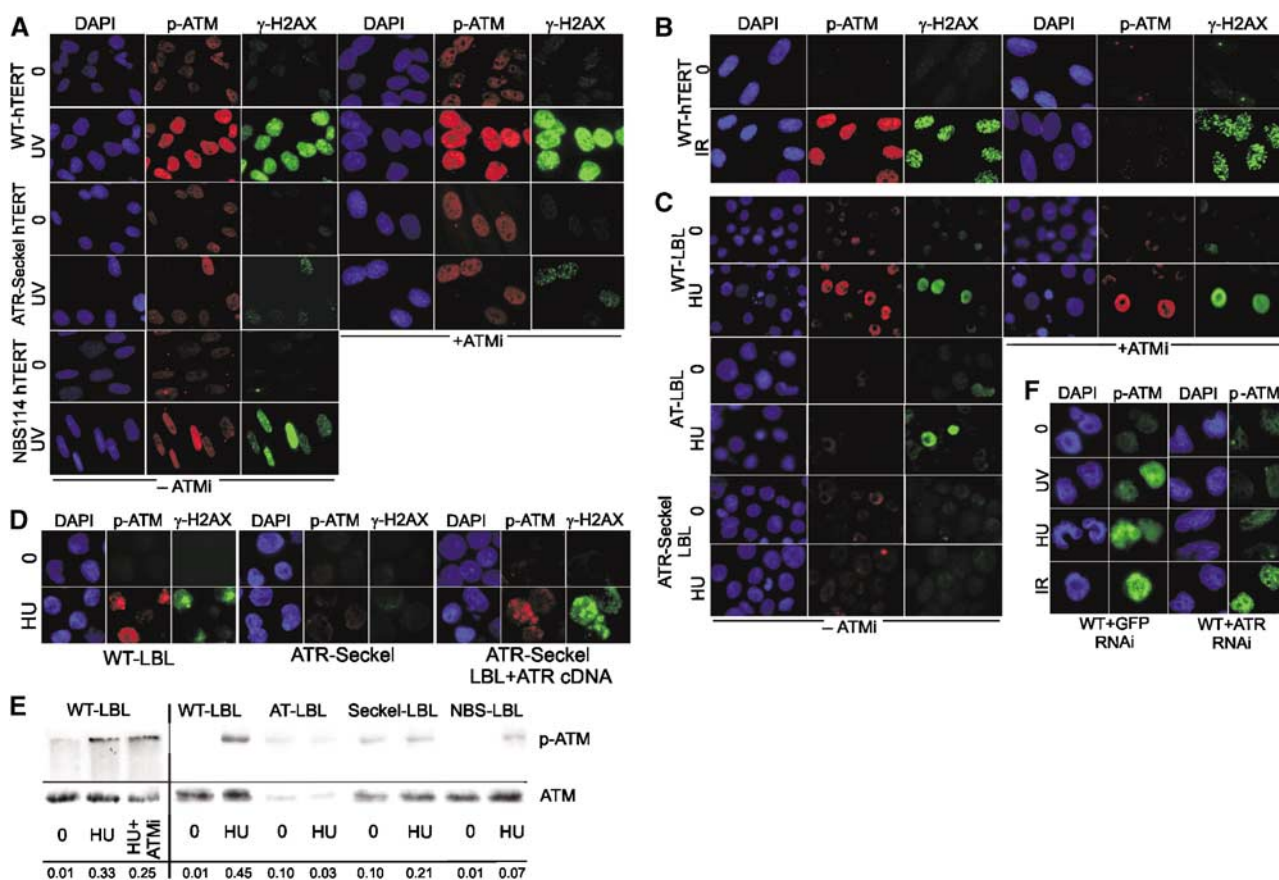 A
DAPI p-ATM γ-H2AX DAPI p-ATM γ-H2AX
WT-hTERT
0
UV
ATR-Seckel hTERT
0
UV
+ATMi
NBS114 hTERT
0
UV
– ATMi
B
DAPI p-ATM γ-H2AX DAPI p-ATM γ-H2AX
WT-hTERT
0
IR
C
WT-LBL
0
HU
+ATMi
AT-LBL
0
HU
ATR-Seckel
LBL
0
HU
– ATMi
D
DAPI p-ATM γ-H2AX DAPI p-ATM γ-H2AX DAPI p-ATM γ-H2AX
0
HU
WT-LBL ATR-Seckel ATR-Seckel
LBL+ATR cDNA
E
WT-LBL WT-LBL AT-LBL Seckel-LBL NBS-LBL
p-ATM
ATM
0 HU HU+
ATMi 0 HU 0 HU 0 HU 0 HU
0.01 0.33 0.25 0.01 0.45 0.10 0.03 0.10 0.21 0.01 0.07
F
DAPI p-ATM DAPI p-ATM
0
UV
HU
IR
WT+GFP WT+ATR
RNAi RNAi